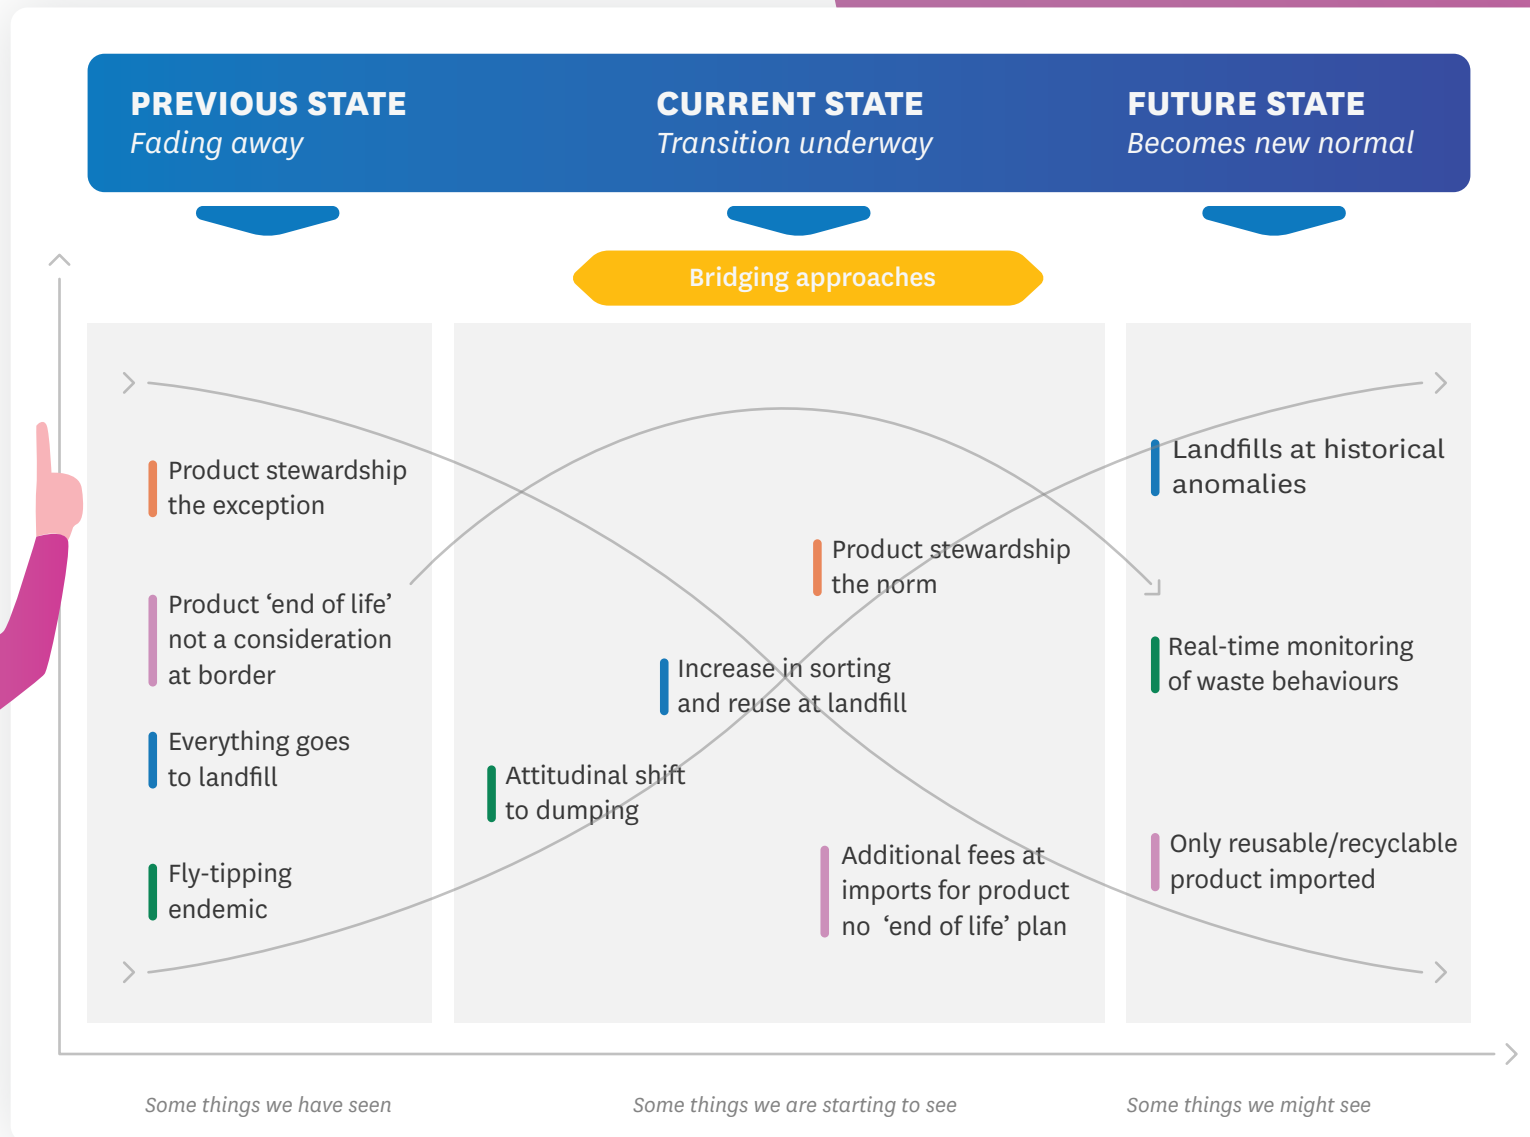 PREVIOUS STATE
Fading away
CURRENT STATE
Transition underway
FUTURE STATE
Becomes new normal
Bridging approaches
Product stewardship
the exception
Product ‘end of life’
not a consideration
at border
Everything goes
to landfill
Fly-tipping
endemic
Product stewardship
the norm
Increase in sorting
and reuse at landfill
Attitudinal shift
to dumping
Additional fees at
imports for product
no ‘end of life’ plan
Landfills at historical
anomalies
Real-time monitoring
of waste behaviours
Only reusable/recyclable
product imported
Some things we have seen
Some things we are starting to see
Some things we might see